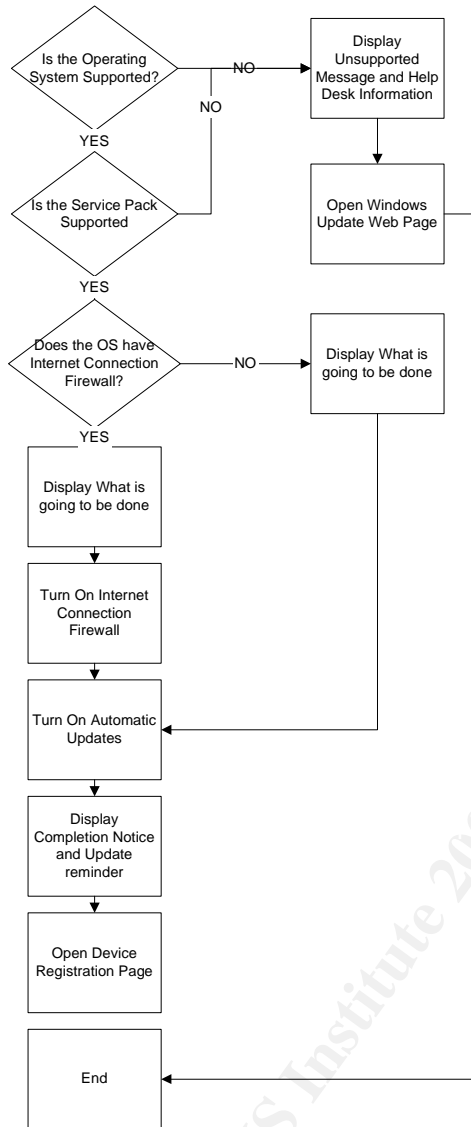 Is the Operating
System Supported?
NO
Display
Unsupported
Message and Help
Desk Information
NO
YES
Is the Service Pack
Supported
Open Windows
Update Web Page
YES
Does the OS have
Internet Connection
Firewall?
NO
Display What is
going to be done
YES
Display What is
going to be done
Turn On Internet
Connection
Firewall
Turn On Automatic
Updates
Display
Completion Notice
and Update
reminder
Open Device
Registration Page
End
Institute